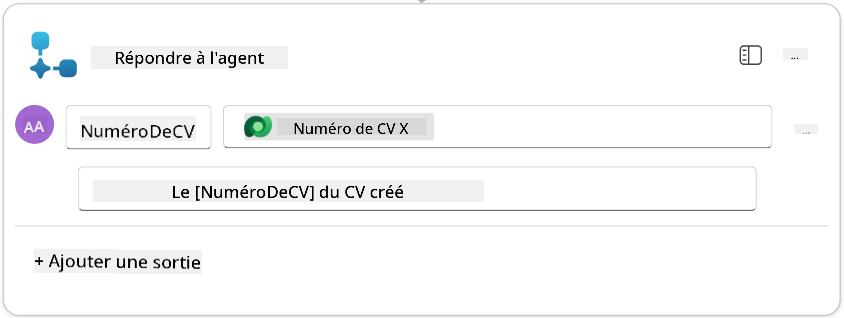 Répondre à l'agent
...
AA
NuméroDeCV
Numéro de CV X
...
Le [NuméroDeCV] du CV créé
+ Ajouter une sortie